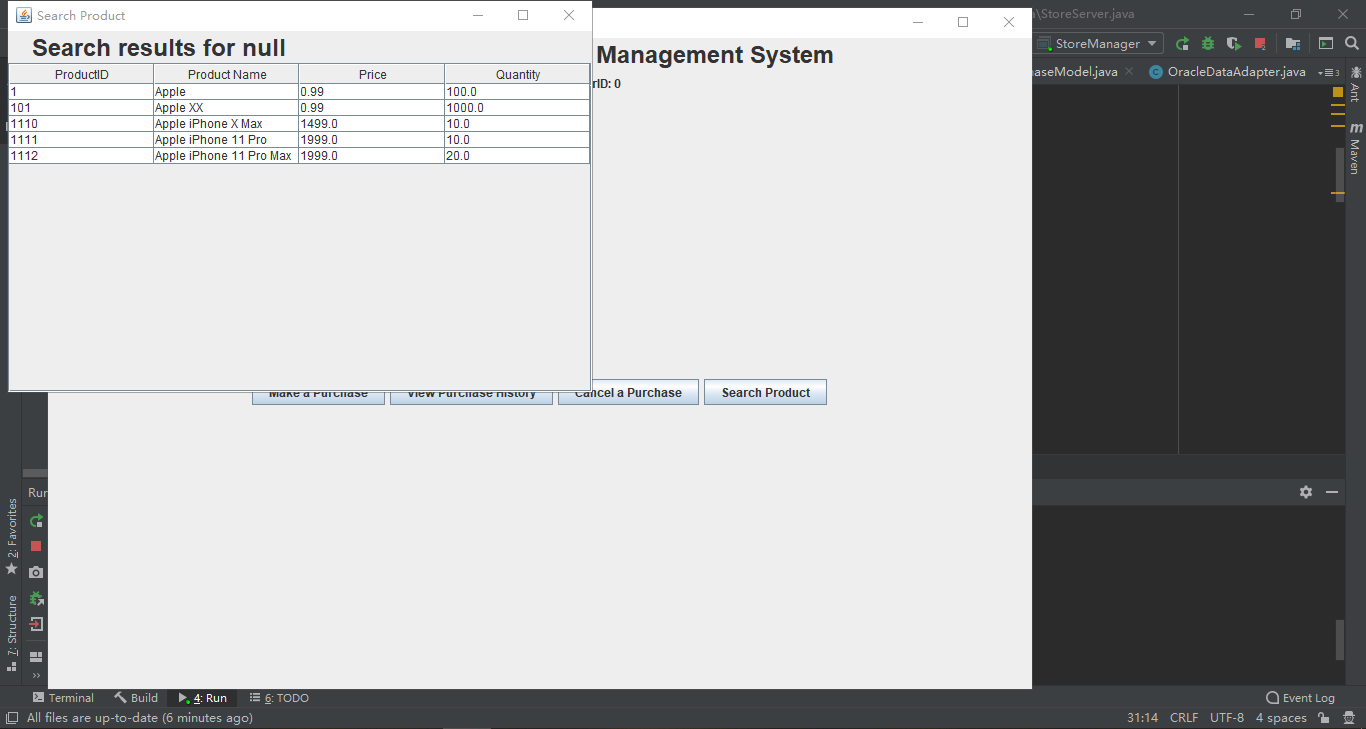 Search Product
Search results for null
ProductID Product Name Price Quantity
1 Apple 0.99 100.0
101 Apple XX 0.99 1000.0
1110 Apple iPhone X Max 1499.0 10.0
1111 Apple iPhone 11 Pro 1999.0 10.0
1112 Apple iPhone 11 Pro Max 1999.0 20.0
Management System
rID: 0
Make a Purchase View Purchase History Cancel a Purchase Search Product
\StoreServer.java
StoreManager
aseModel.java OracleDataAdapter.java 3
Ant
m Maven
Run
2: Favorites
7: Structure
Terminal Build 4: Run 6: TODO Event Log
All files are up-to-date (6 minutes ago) 31:14 CRLF UTF-8 4 spaces